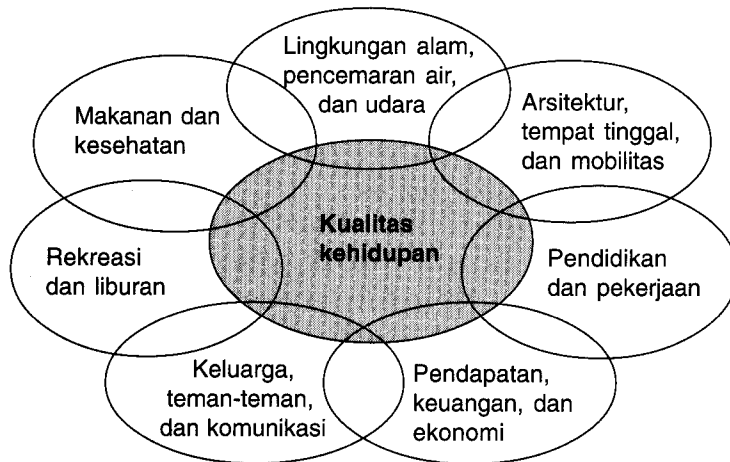 Lingkungan alam,
pencemaran air,
dan udara
Makanan dan
kesehatan
Arsitektur,
tempat tinggal,
dan mobilitas
Kualitas
kehidupan
Rekreasi
dan liburan
Pendidikan
dan pekerjaan
Keluarga,
teman-teman,
dan komunikasi
Pendapatan,
keuangan, dan
ekonomi